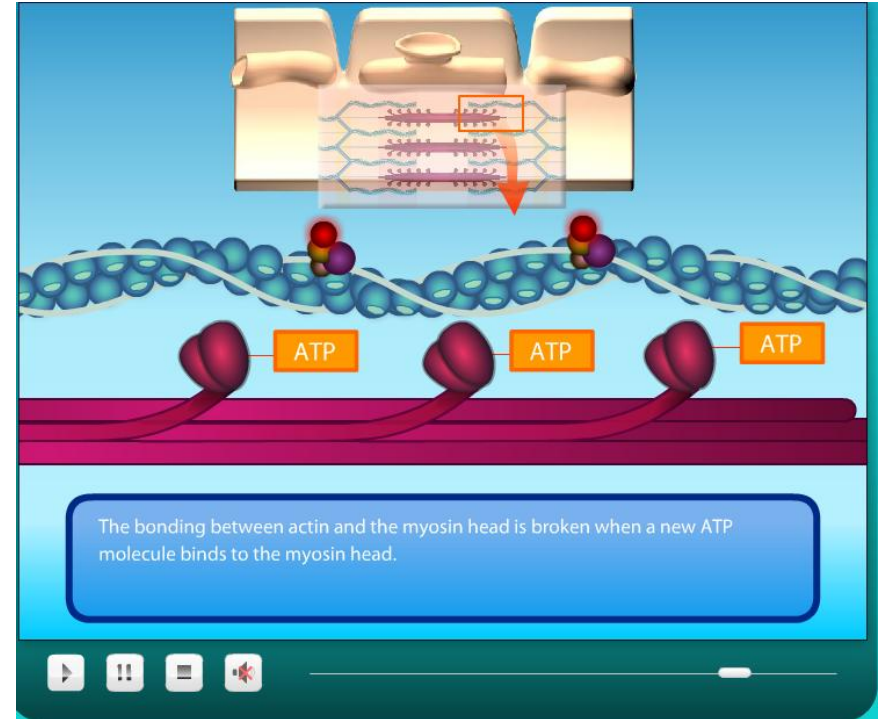 ATP
ATP
ATP
The bonding between actin and the myosin head is broken when a new ATP
molecule binds to the myosin head.